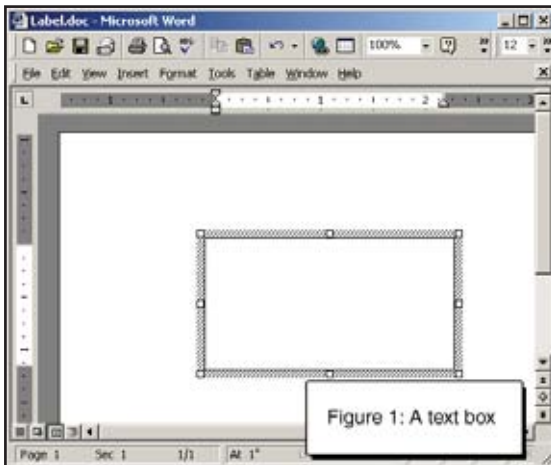 Label.doc - Microsoft Word
100%
12
File Edit View Insert Format Tools Table Window Help
1 1 2 3
Figure 1: A text box
Page 1 Sec 1 1/1 At 1"